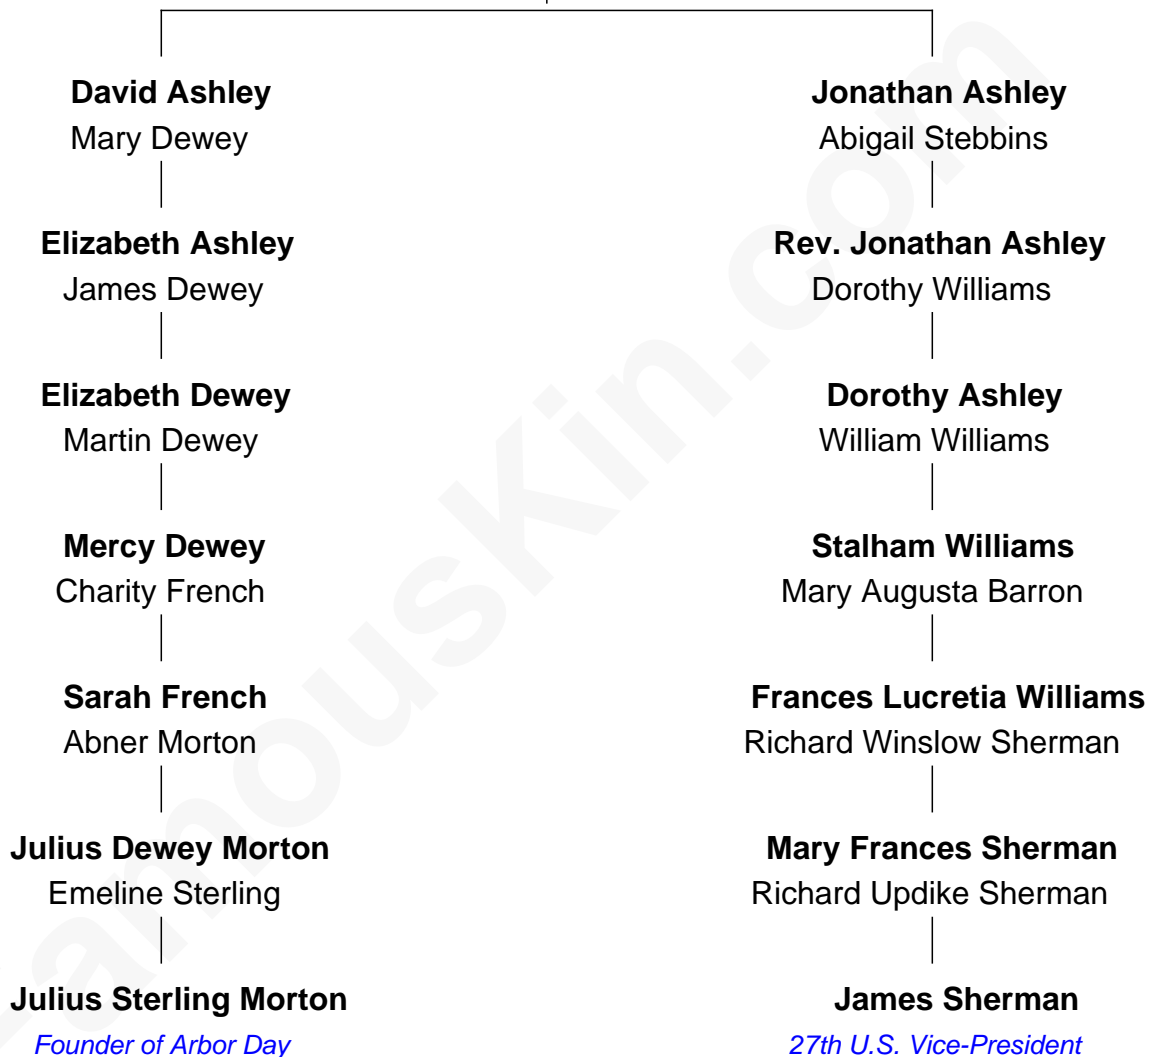 David Ashley
Mary Dewey
Elizabeth Ashley
James Dewey
Elizabeth Dewey
Martin Dewey
Mercy Dewey
Charity French
Sarah French
Abner Morton
Julius Dewey Morton
Emeline Sterling
Julius Sterling Morton
Founder of Arbor Day
Jonathan Ashley
Abigail Stebbins
Rev. Jonathan Ashley
Dorothy Williams
Dorothy Ashley
William Williams
Stalham Williams
Mary Augusta Barron
Frances Lucretia Williams
Richard Winslow Sherman
Mary Frances Sherman
Richard Updike Sherman
James Sherman
27th U.S. Vice-President
FamousKin.com